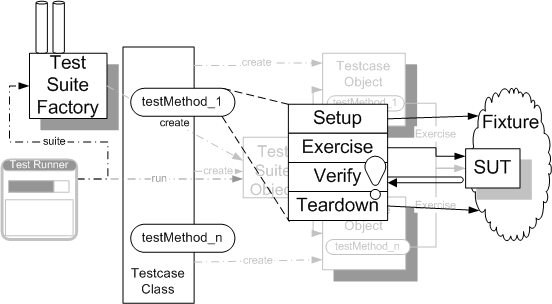 Test
Suite
Factory
suite
Test Runner
testMethod_1
create
run
create
testMethod_n
Testcase
Class
create
create
Testcase
Object
testMethod_1
Test
Suite
Object
Setup
Exercise
Verify
Teardown
Exercise
Exercise
Fixture
SUT
Object
testMethod_n